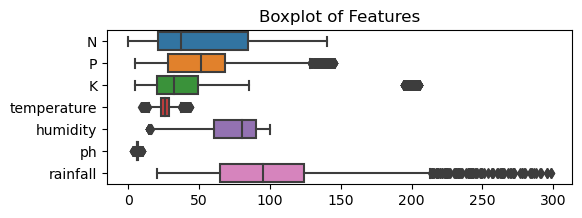 Boxplot of Features
N
P
K
temperature
humidity
ph
rainfall
0 50 100 150 200 250 300